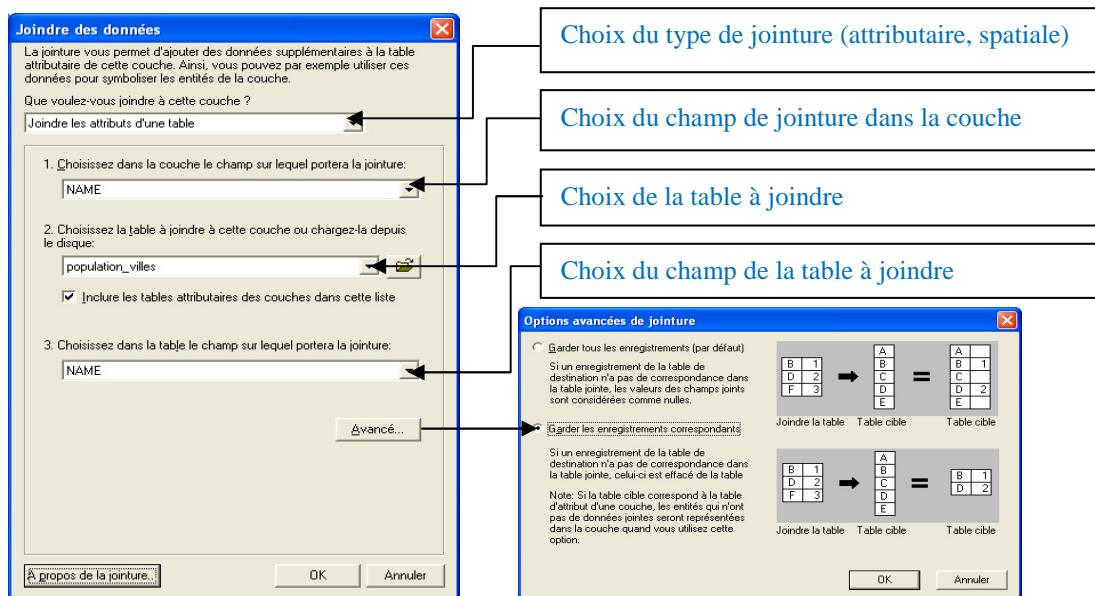 Joindre des données
La jointure vous permet d'ajouter des données supplémentaires à la table
attributaire de cette couche. Ainsi, vous pouvez par exemple utiliser ces
données pour symboliser les entités de la couche.
Que voulez-vous joindre à cette couche ?
Joindre les attributs d'une table
1. Choisissez dans la couche le champ sur lequel portera la jointure:
NAME
2. Choisissez la table à joindre à cette couche ou chargez-la depuis
le disque:
population_villes
Inclure les tables attributaires des couches dans cette liste
3. Choisissez dans la table le champ sur lequel portera la jointure:
NAME
Avancé...
À propos de la jointure..
OK
Annuler
Choix du type de jointure (attributaire, spatiale)
Choix du champ de jointure dans la couche
Choix de la table à joindre
Choix du champ de la table à joindre
Options avancées de jointure
Garder tous les enregistrements (par défaut)
Si un enregistrement de la table de
destination n'a pas de correspondance dans
la table jointe, les valeurs des champs joints
sont considérées comme nulles.
B 1
D 2
F 3
A
B
C
D
E
=
A
B 1
C
D 2
E
Joindre la table Table cible Table cible
Garder les enregistrements correspondants
Si un enregistrement de la table de
destination n'a pas de correspondance dans
la table jointe, celui-ci est effacé de la table
Note: Si la table cible correspond à la table
d'attribut d'une couche, les entités qui n'ont
pas de données jointes seront représentées
dans la couche quand vous utilisez cette
option.
B 1
D 2
F 3
A
B
C
D
E
=
B 1
D 2
Joindre la table Table cible Table cible
OK
Annuler